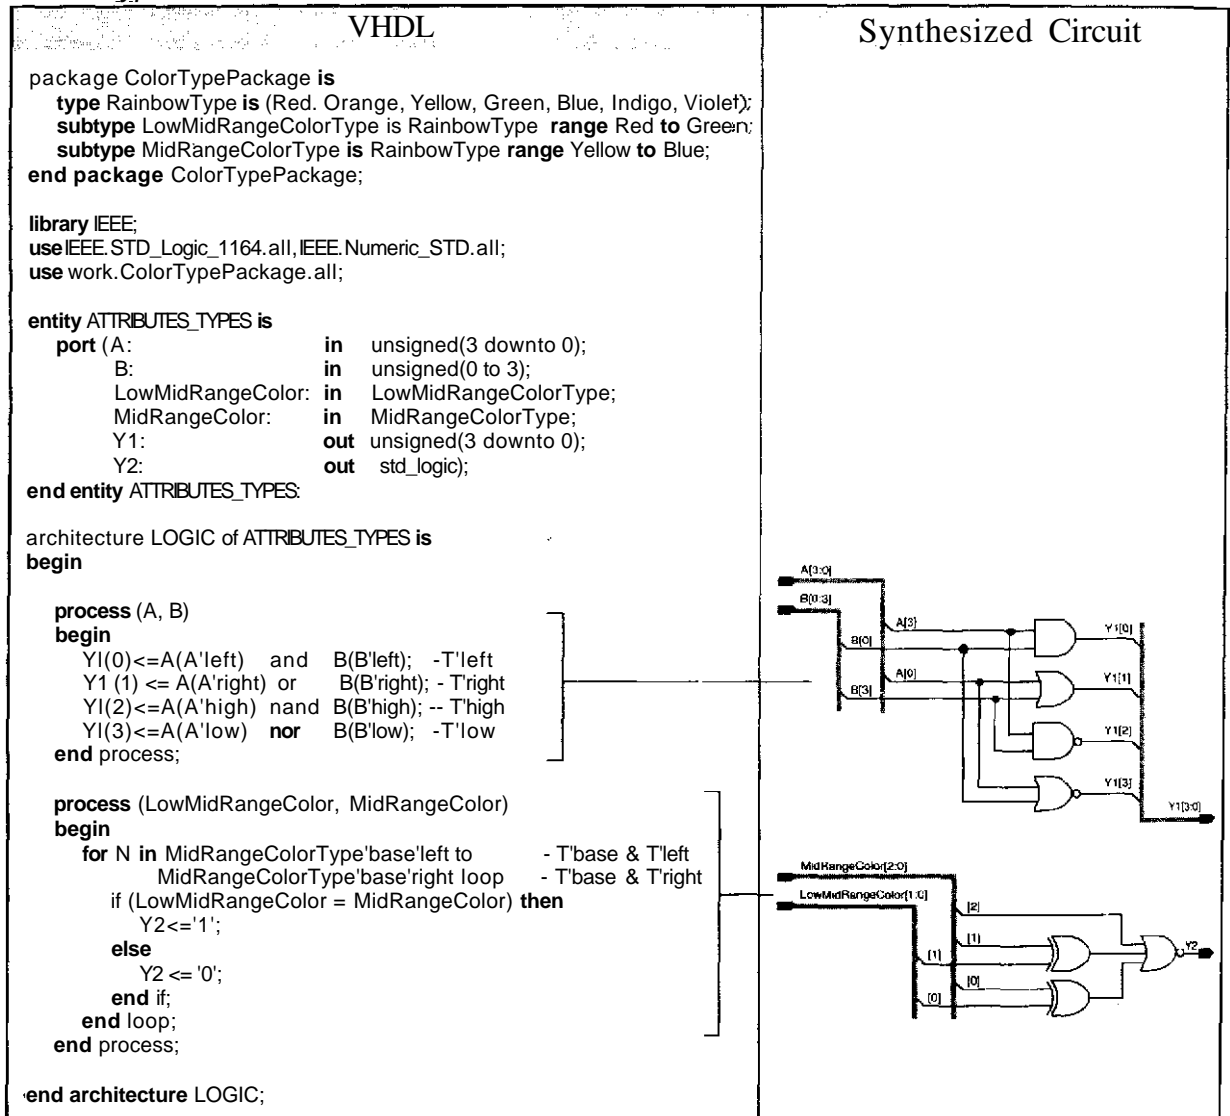 VHDL
package ColorTypePackage is
type RainbowType is (Red. Orange, Yellow, Green, Blue, Indigo, Violet);
subtype LowMidRangeColorType is RainbowType range Red to Green;
subtype MidRangeColorType is RainbowType range Yellow to Blue;
end package ColorTypePackage;
library IEEE;
use IEEE.STD_Logic_1164.all, IEEE.Numeric_STD.all;
use work.ColorTypePackage.all;
entity ATTRIBUTES_TYPES is
port (A: in unsigned(3 downto 0);
B: in unsigned(0 to 3);
LowMidRangeColor: in LowMidRangeColorType;
MidRangeColor: in MidRangeColorType;
Y1: out unsigned(3 downto 0);
Y2: out std_logic);
end entity ATTRIBUTES_TYPES:
architecture LOGIC of ATTRIBUTES_TYPES is
begin
process (A, B)
begin
YI(0)<=A(A'left) and B(B'left); -T'left
Y1 (1) <= A(A'right) or B(B'right); - T'right
YI(2)<=A(A'high) nand B(B'high); -- T'high
YI(3)<=A(A'low) nor B(B'low); -T'low
end process;
process (LowMidRangeColor, MidRangeColor)
begin
for N in MidRangeColorType'base'left to - T'base & T'left
MidRangeColorType'base'right loop - T'base & T'right
if (LowMidRangeColor = MidRangeColor) then
Y2<='1';
else
Y2 <= '0';
end if;
end loop;
end process;
end architecture LOGIC;
Synthesized Circuit
A[3:0]
B[0:3]
A[3]
Y1[0]
B[0]
A[0]
Y1[1]
B[3]
Y1[2]
Y1[3]
Y1[3:0]
MidRangeColor[2:0]
LowMidRangeColor[1:0]
[2]
[1]
Y2
[1]
[0]
[0]